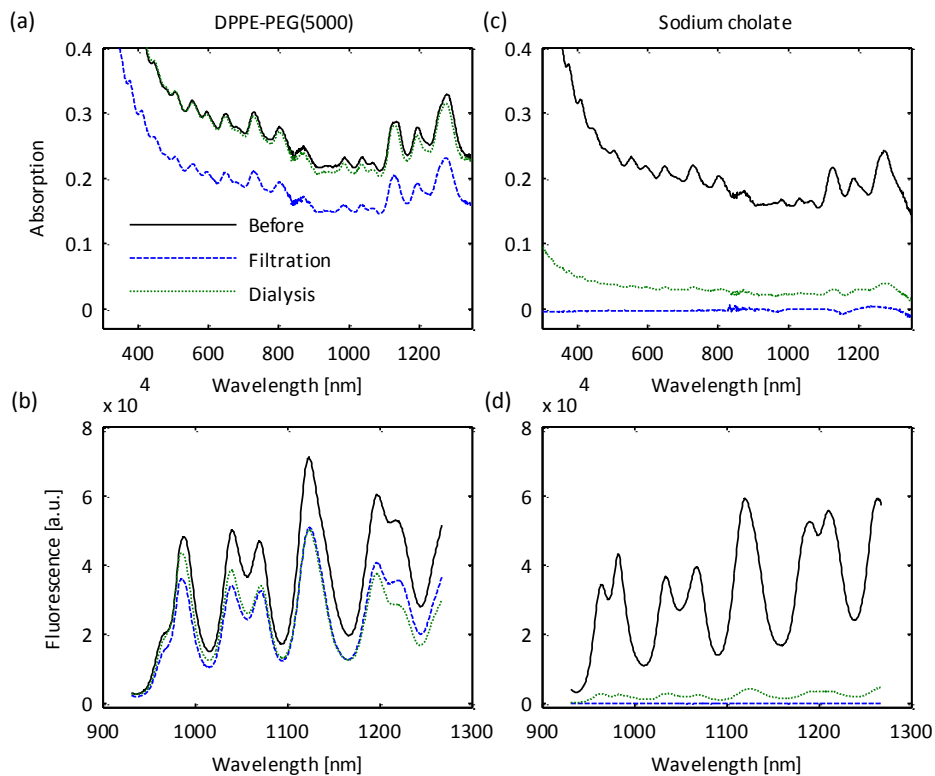 (a) DPPE-PEG(5000)
(c) Sodium cholate
0.4
0.3
0.2
0.1
0
Absorption
Before
Filtration
Dialysis
400 600 800 1000 1200
Wavelength [nm]
0.4
0.3
0.2
0.1
0
400 600 800 1000 1200
Wavelength [nm]
(b)
x 10 4
8
6
4
2
0
Fluorescence [a.u.]
900 1000 1100 1200 1300
Wavelength [nm]
(d)
x 10 4
8
6
4
2
0
900 1000 1100 1200 1300
Wavelength [nm]